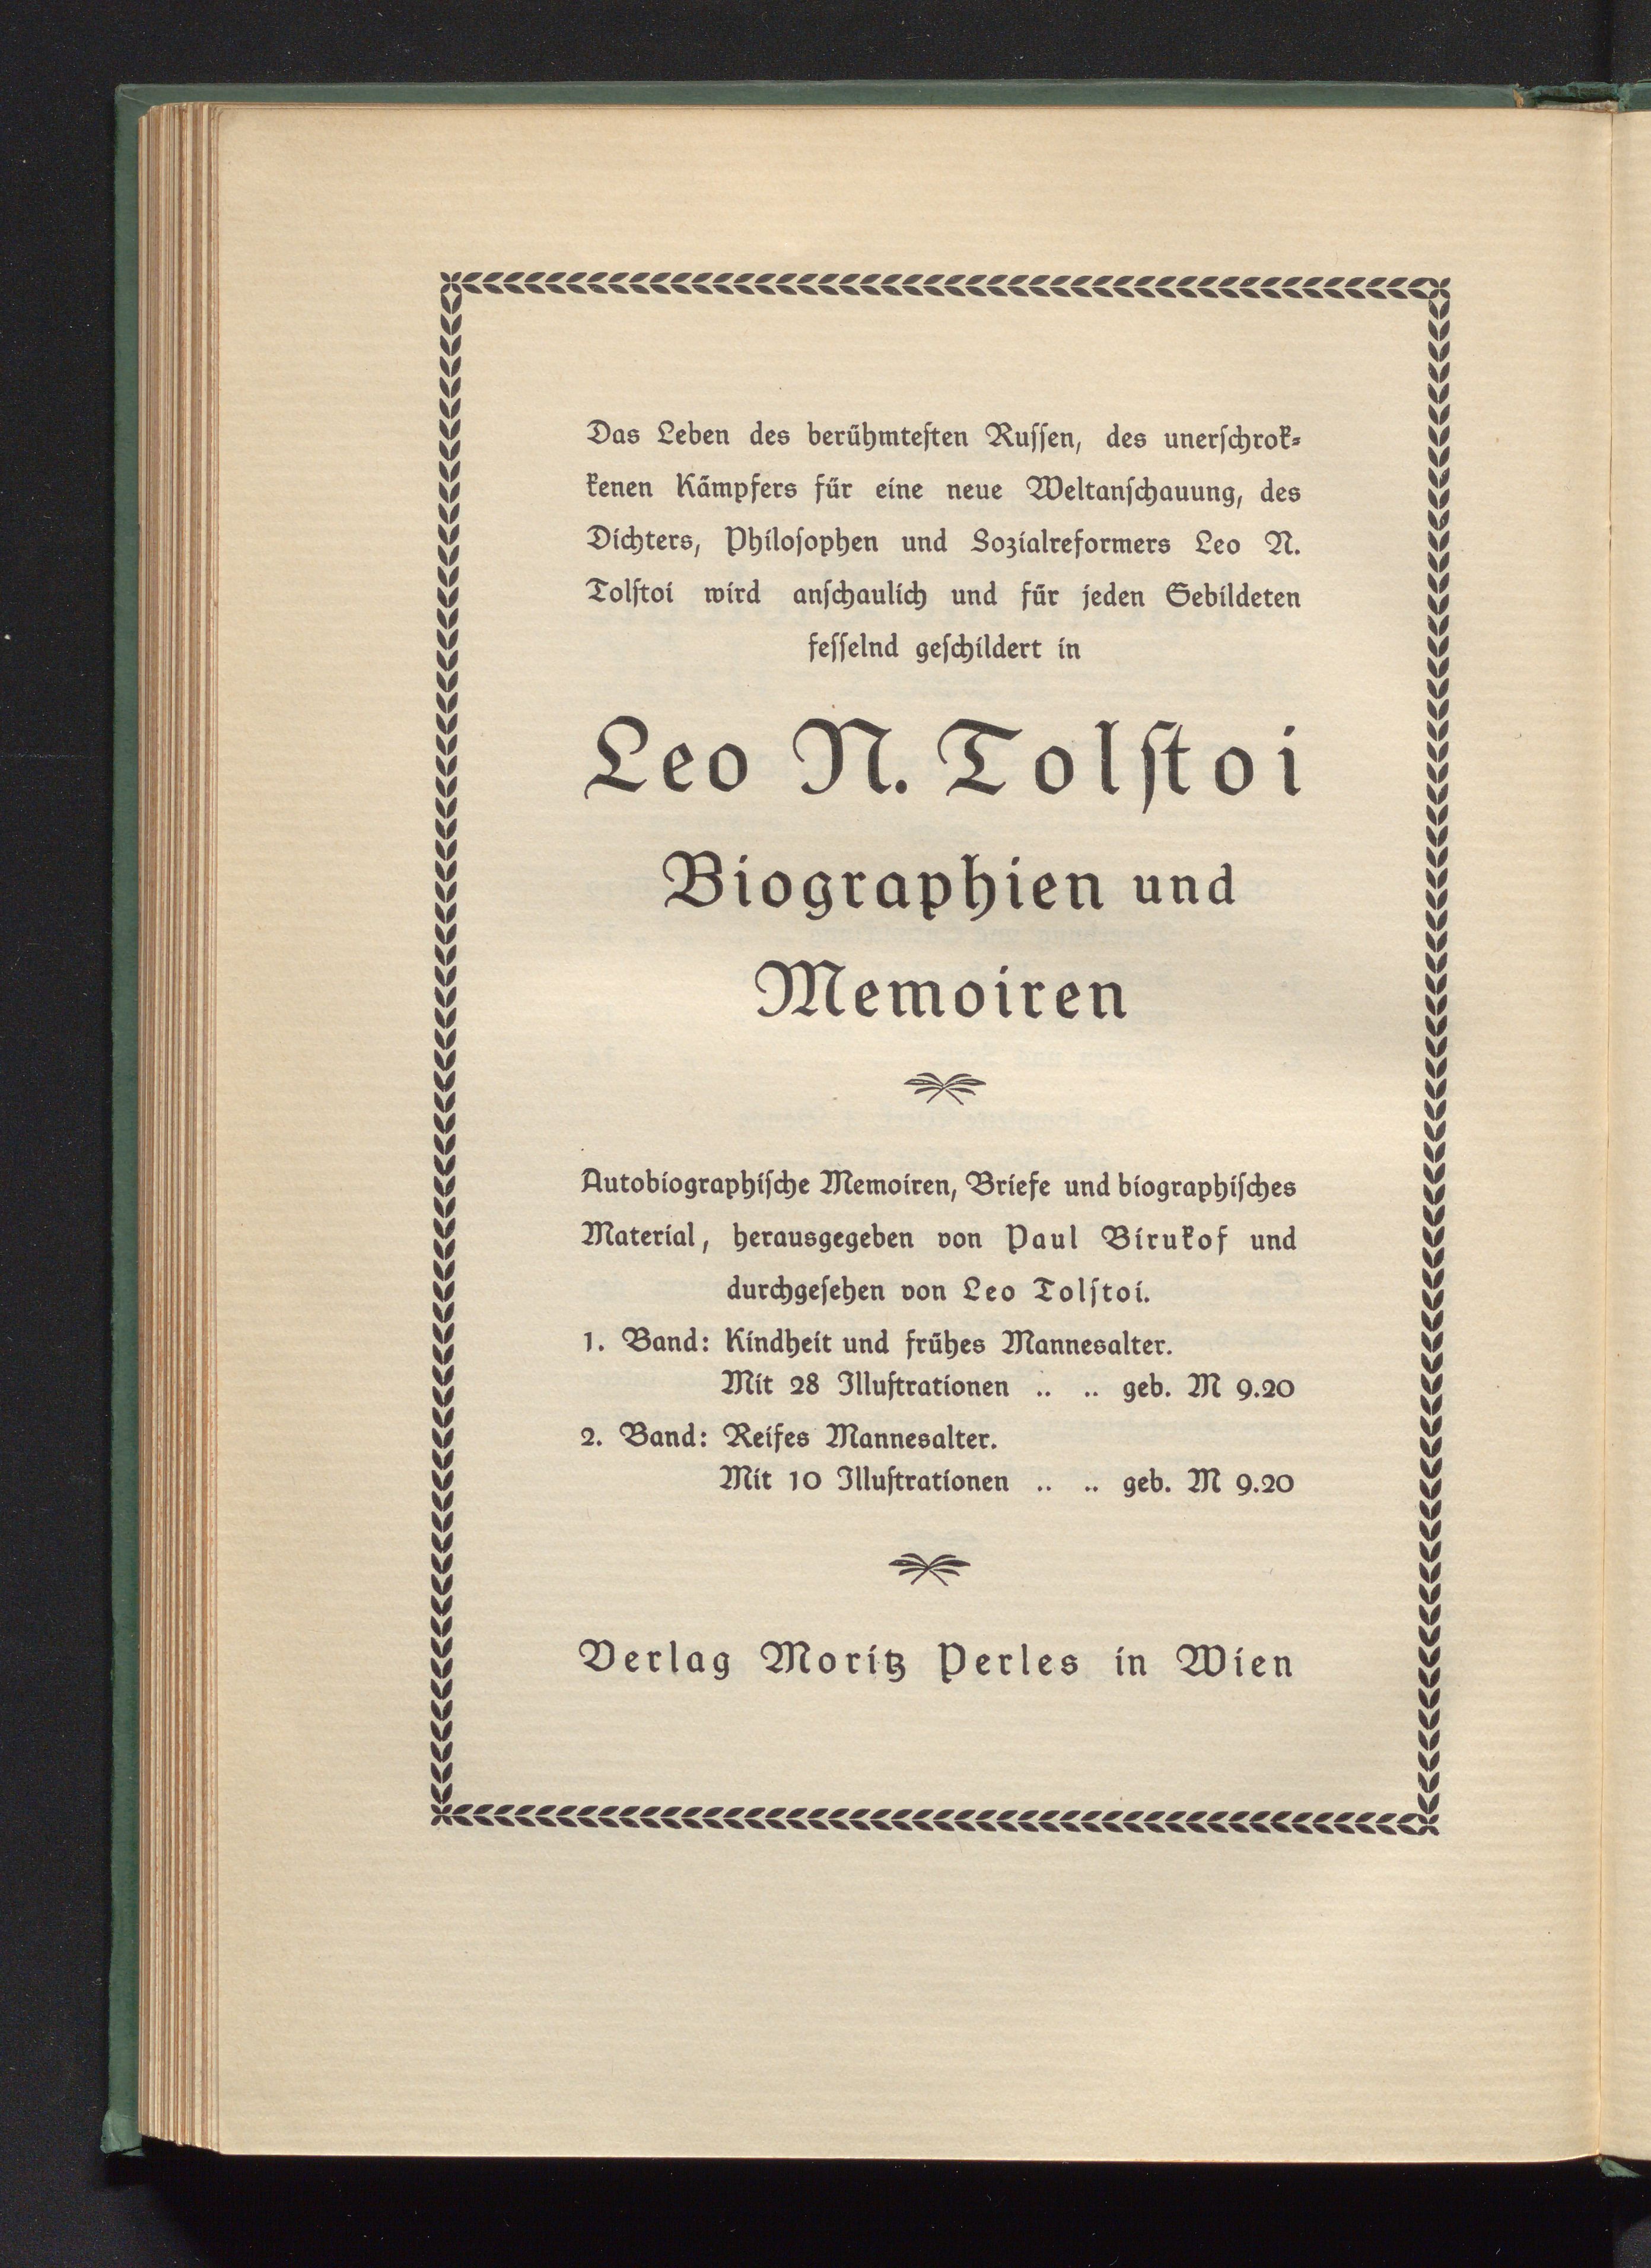 Das Leben des berühmtesten Russen, des unerschrok-
kenen Kämpfers für eine neue Weltanschauung, des
Dichters, Philosophen und Sozialreformers Leo N.
Tolstoi wird anschaulich und für jeden Gebildeten
fesselnd geschildert in
Leo N. Tolstoi
Biographien und
Memoiren
Autobiographische Memoiren, Briefe und biographisches
Material, herausgegeben von Paul Birukof und
durchgesehen von Leo Tolstoi.
1. Band: Kindheit und frühes Mannesalter.
Mit 28 Illustrationen .. .. geb. M 9.20
2. Band: Reifes Mannesalter.
Mit 10 Illustrationen .. .. geb. M 9.20
Verlag Moritz Perles in Wien